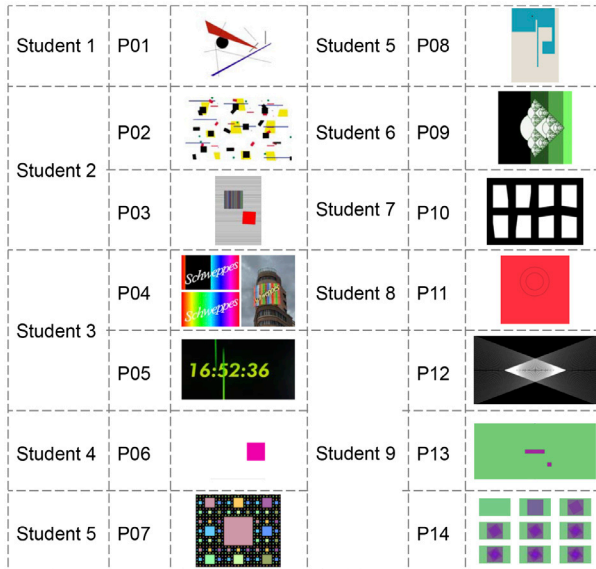 Student 1 P01 Student 5 P08
P02 Student 6 P09
Student 2
P03 Student 7 P10
P04 Schweppes Student 8 P11
Schweppes
Student 3
P05 16:52:36 P12
Student 4 P06 Student 9 P13
Student 5 P07 P14